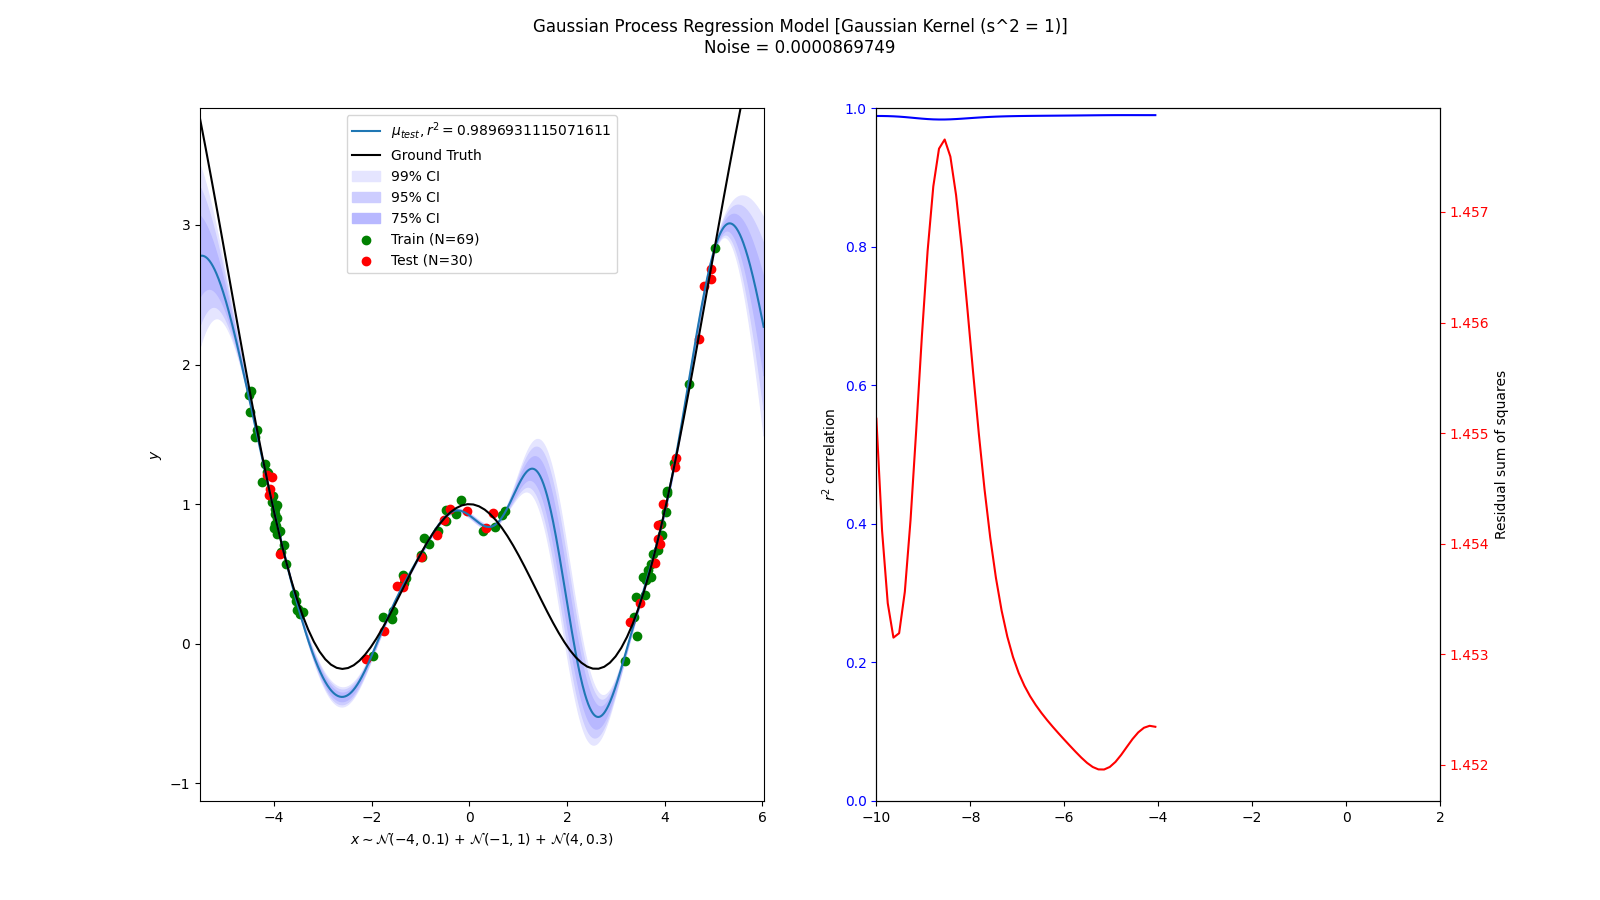 Gaussian Process Regression Model [Gaussian Kernel (s^2 = 1)]
Noise = 0.0000869749
μ_test, r² = 0.9896931115071611
Ground Truth
99% CI
95% CI
75% CI
Train (N=69)
Test (N=30)
3
2
1
0
−1
y
−4
−2
0
2
4
6
x ∼ 𝒩(−4, 0.1) + 𝒩(−1, 1) + 𝒩(4, 0.3)
1.0
0.8
0.6
0.4
0.2
0.0
r² correlation
−10
−8
−6
−4
−2
0
2
1.457
1.456
1.455
1.454
1.453
1.452
Residual sum of squares